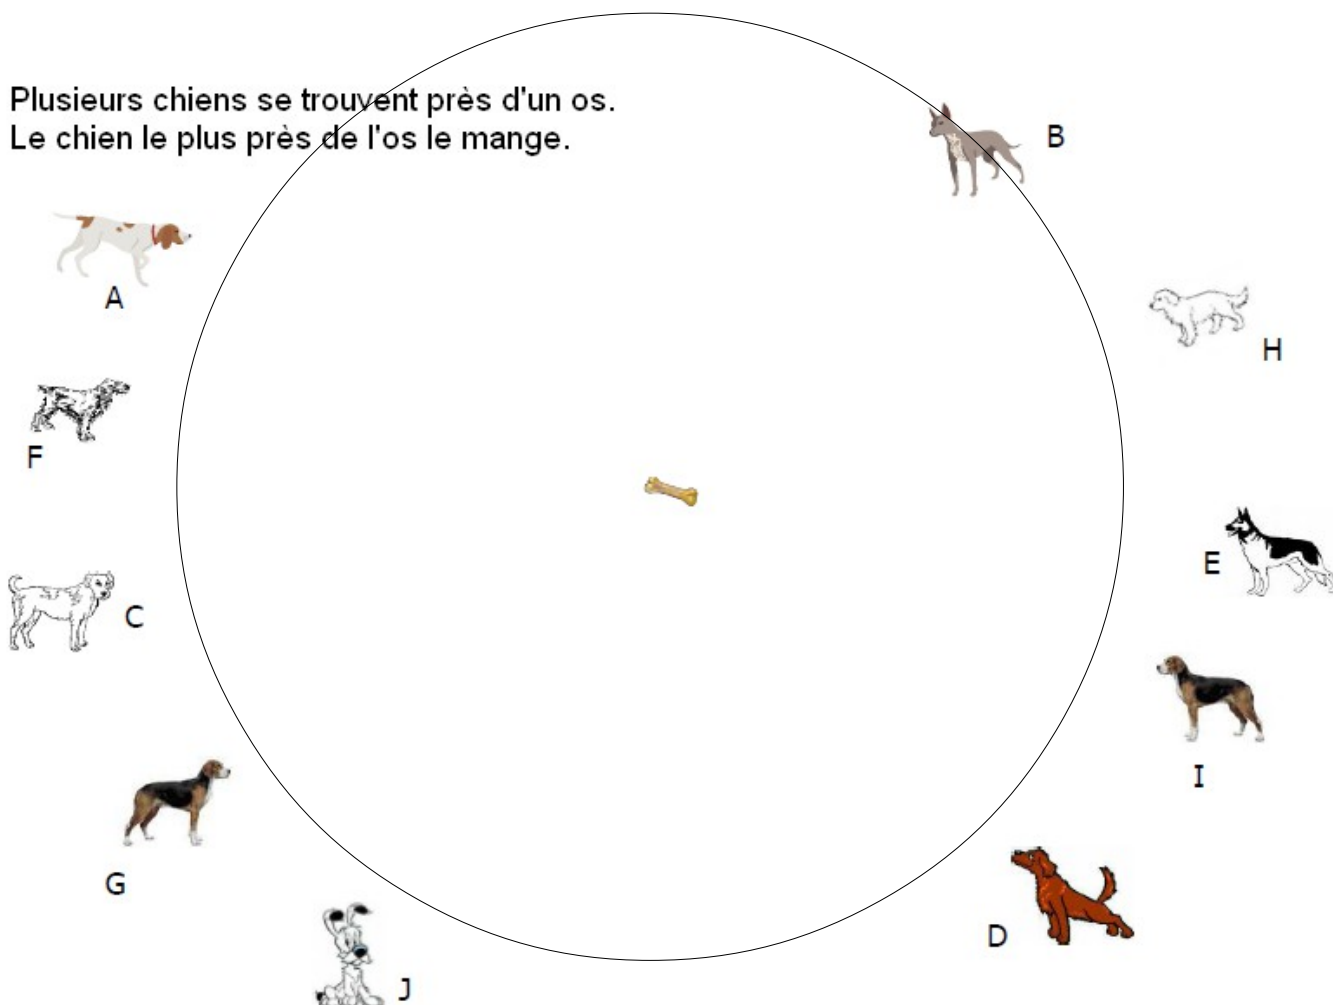 Plusieurs chiens se trouvent près d'un os.
Le chien le plus près de l'os le mange.
B
A
H
F
E
C
I
G
D
J